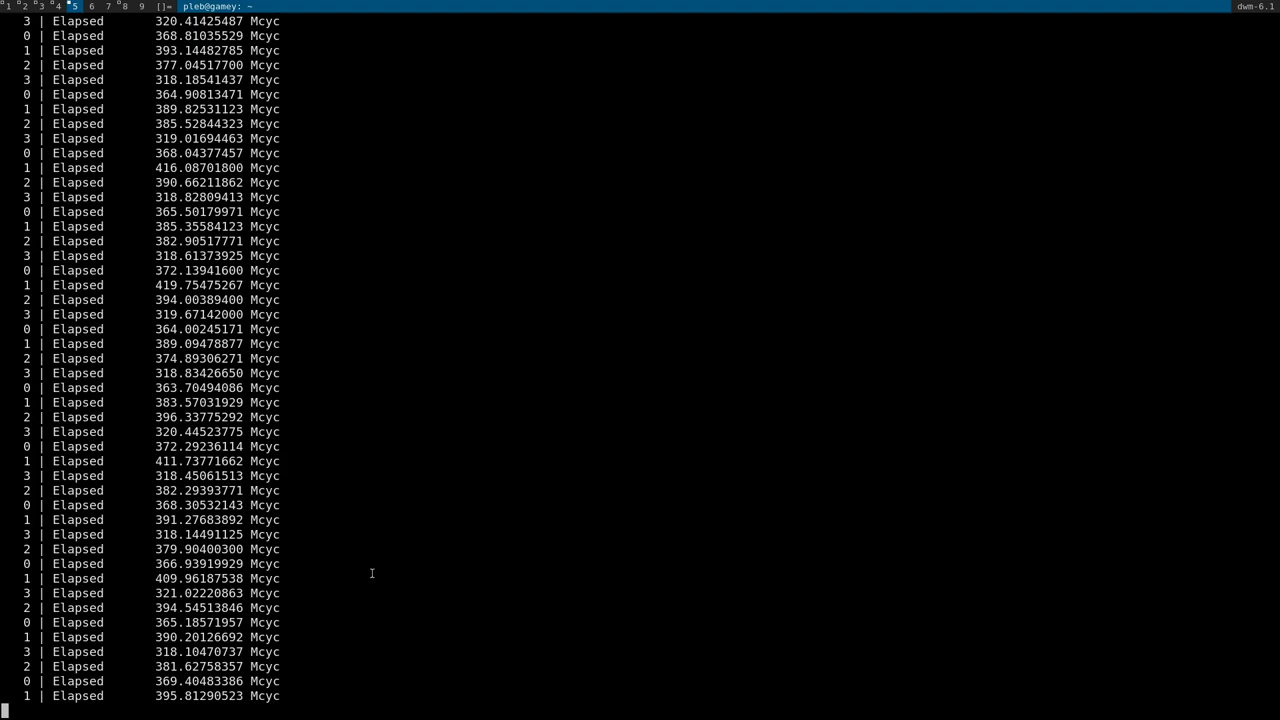 1 2 3 4 5 6 7 8 9 []= pleb@gamey: ~ dwm-6.1
3 | Elapsed 320.41425487 Mcyc
0 | Elapsed 368.81035529 Mcyc
1 | Elapsed 393.14482785 Mcyc
2 | Elapsed 377.04517700 Mcyc
3 | Elapsed 318.18541437 Mcyc
0 | Elapsed 364.90813471 Mcyc
1 | Elapsed 389.82531123 Mcyc
2 | Elapsed 385.52844323 Mcyc
3 | Elapsed 319.01694463 Mcyc
0 | Elapsed 368.04377457 Mcyc
1 | Elapsed 416.08701800 Mcyc
2 | Elapsed 390.66211862 Mcyc
3 | Elapsed 318.82809413 Mcyc
0 | Elapsed 365.50179971 Mcyc
1 | Elapsed 385.35584123 Mcyc
2 | Elapsed 382.90517771 Mcyc
3 | Elapsed 318.61373925 Mcyc
0 | Elapsed 372.13941600 Mcyc
1 | Elapsed 419.75475267 Mcyc
2 | Elapsed 394.00389400 Mcyc
3 | Elapsed 319.67142000 Mcyc
0 | Elapsed 364.00245171 Mcyc
1 | Elapsed 389.09478877 Mcyc
2 | Elapsed 374.89306271 Mcyc
3 | Elapsed 318.83426650 Mcyc
0 | Elapsed 363.70494086 Mcyc
1 | Elapsed 383.57031929 Mcyc
2 | Elapsed 396.33775292 Mcyc
3 | Elapsed 320.44523775 Mcyc
0 | Elapsed 372.29236114 Mcyc
1 | Elapsed 411.73771662 Mcyc
3 | Elapsed 318.45061513 Mcyc
2 | Elapsed 382.29393771 Mcyc
0 | Elapsed 368.30532143 Mcyc
1 | Elapsed 391.27683892 Mcyc
3 | Elapsed 318.14491125 Mcyc
2 | Elapsed 379.90400300 Mcyc
0 | Elapsed 366.93919929 Mcyc
1 | Elapsed 409.96187538 Mcyc
3 | Elapsed 321.02220863 Mcyc
2 | Elapsed 394.54513846 Mcyc
0 | Elapsed 365.18571957 Mcyc
1 | Elapsed 390.20126692 Mcyc
3 | Elapsed 318.10470737 Mcyc
2 | Elapsed 381.62758357 Mcyc
0 | Elapsed 369.40483386 Mcyc
1 | Elapsed 395.81290523 Mcyc